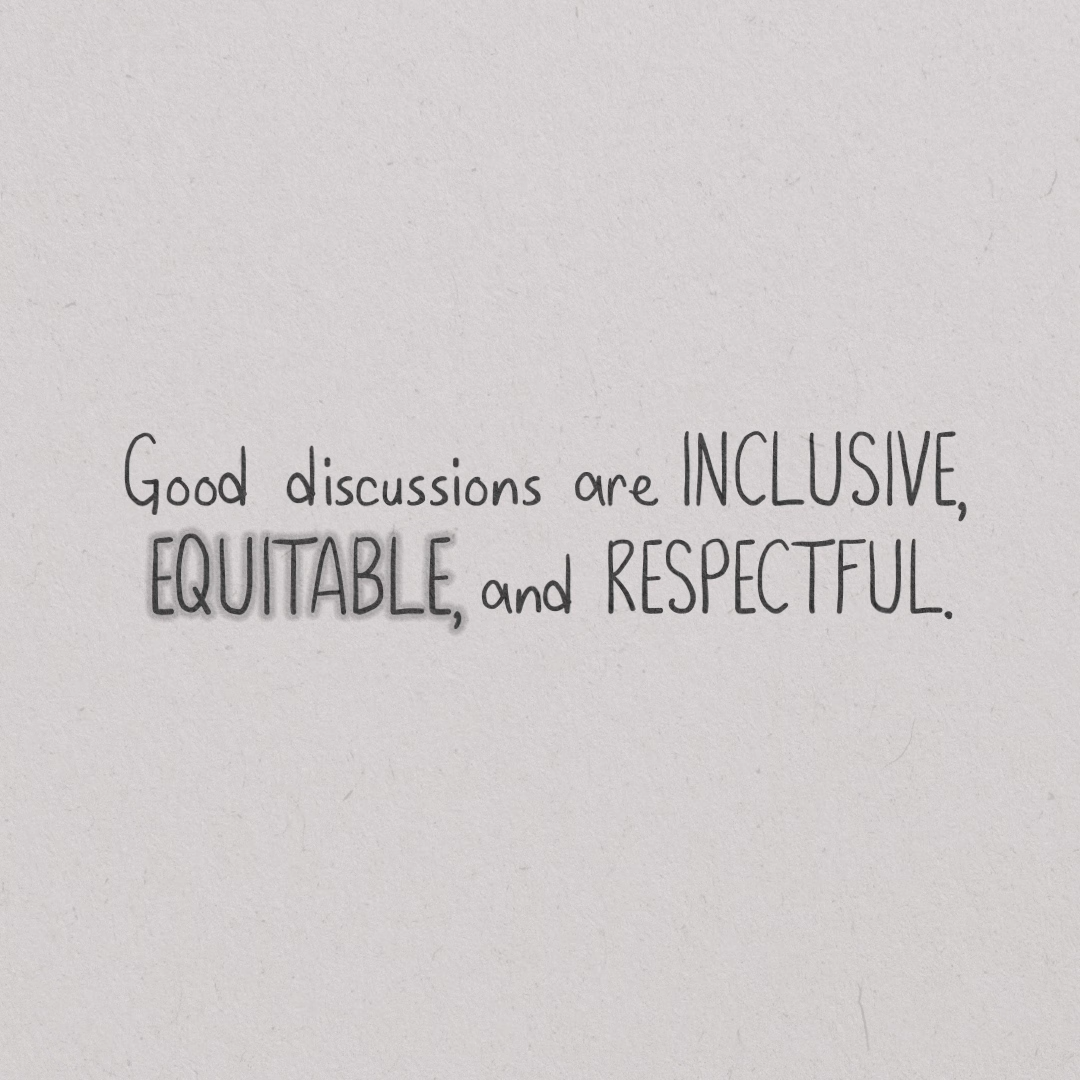 Good discussions are INCLUSIVE,
EQUITABLE, and RESPECTFUL.